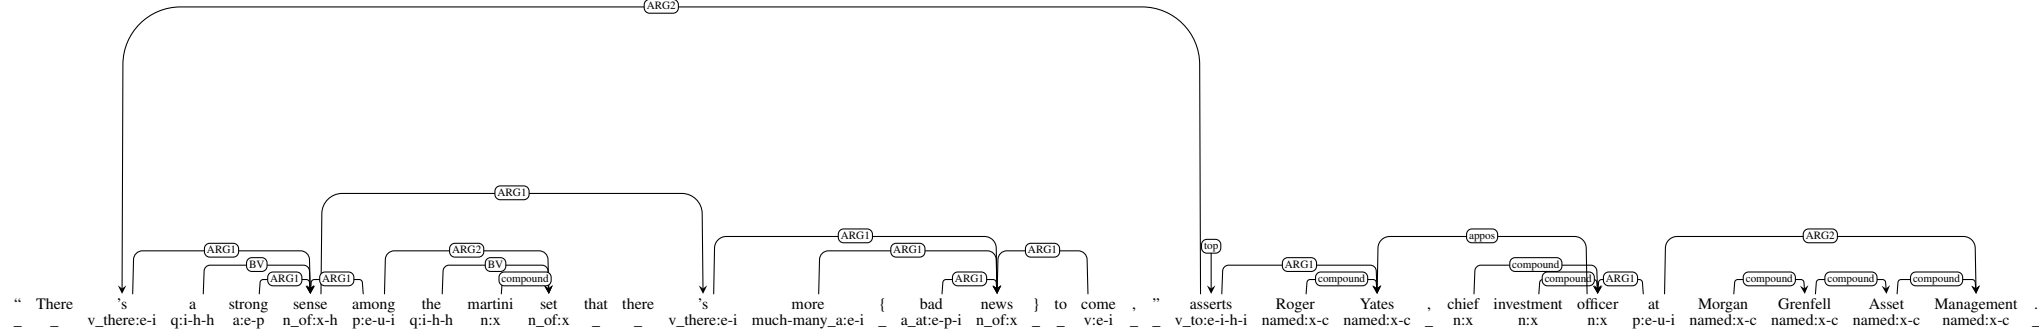 ARG2
ARG1
ARG1 appos ARG2
ARG1 ARG2 ARG1 ARG1 top
BV BV ARG1 compound
ARG1 ARG1 compound ARG1 compound compound ARG1 compound compound compound
“ There ’s a strong sense among the martini set that there ’s more { bad news } to come , ” asserts Roger Yates , chief investment officer at Morgan Grenfell Asset Management .
_ _ v_there:e-i q:i-h-h a:e-p n_of:x-h p:e-u-i q:i-h-h n:x n_of:x _ _ v_there:e-i much-many_a:e-i _ a_at:e-p-i n_of:x _ _ v:e-i _ _ v_to:e-i-h-i named:x-c named:x-c _ n:x n:x n:x p:e-u-i named:x-c named:x-c named:x-c named:x-c _